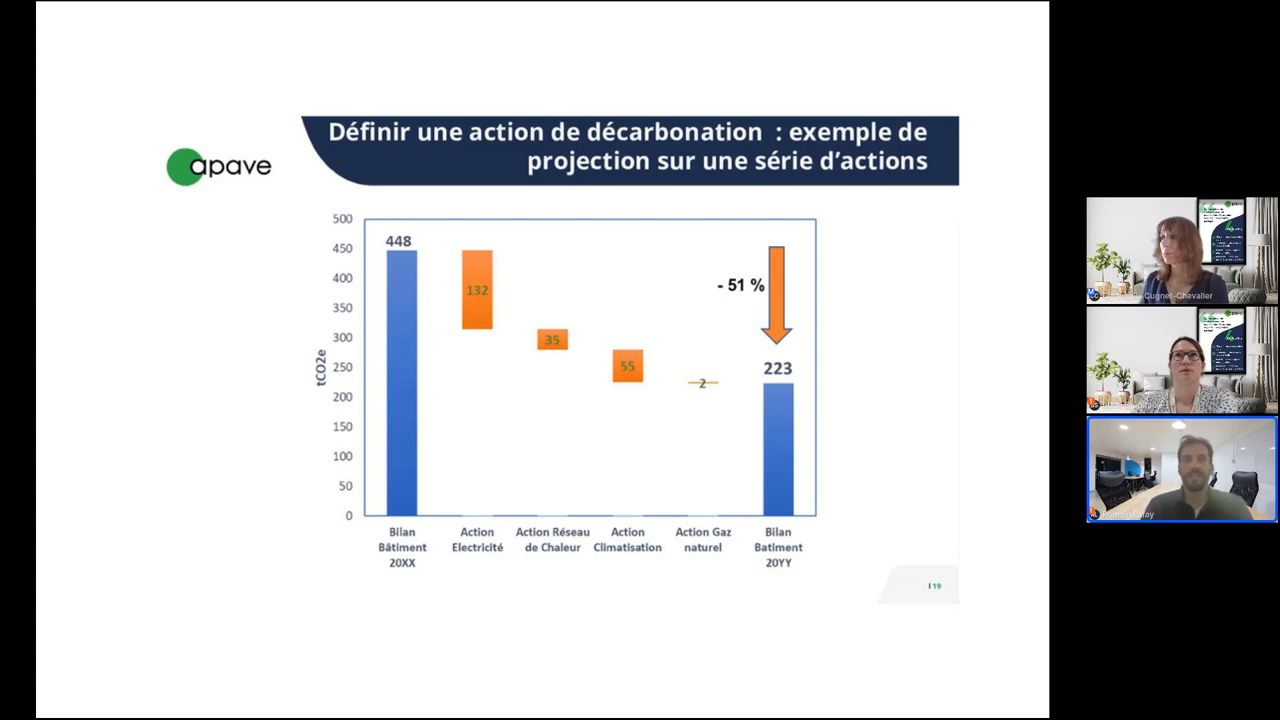 Définir une action de décarbonation : exemple de
projection sur une série d'actions
apave
500
450
400
350
300
250
200
150
100
50
0
tCO2e
448
132
35
55
2
- 51 %
223
Bilan
Bâtiment
20XX
Action
Electricité
Action Réseau
de Chaleur
Action
Climatisation
Action Gaz
naturel
Bilan
Batiment
20YY
19
Cugnet-Chevalier